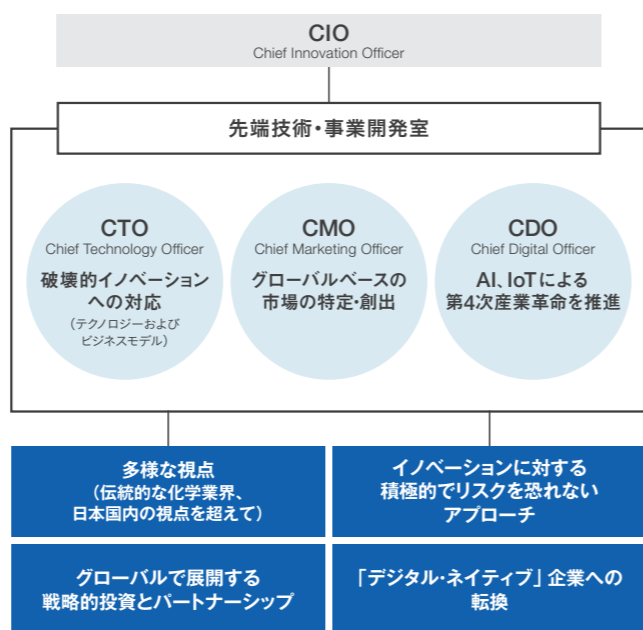 CIO
Chief Innovation Officer
先端技術・事業開発室
CTO
Chief Technology Officer
破壊的イノベーション
への対応
(テクノロジーおよび
ビジネスモデル)
CMO
Chief Marketing Officer
グローバルベースの
市場の特定・創出
CDO
Chief Digital Officer
AI、IoTによる
第4次産業革命を推進
多様な視点
(伝統的な化学業界、
日本国内の視点を超えて)
イノベーションに対する
積極的でリスクを恐れない
アプローチ
グローバルで展開する
戦略的投資とパートナーシップ
「デジタル・ネイティブ」企業への
転換